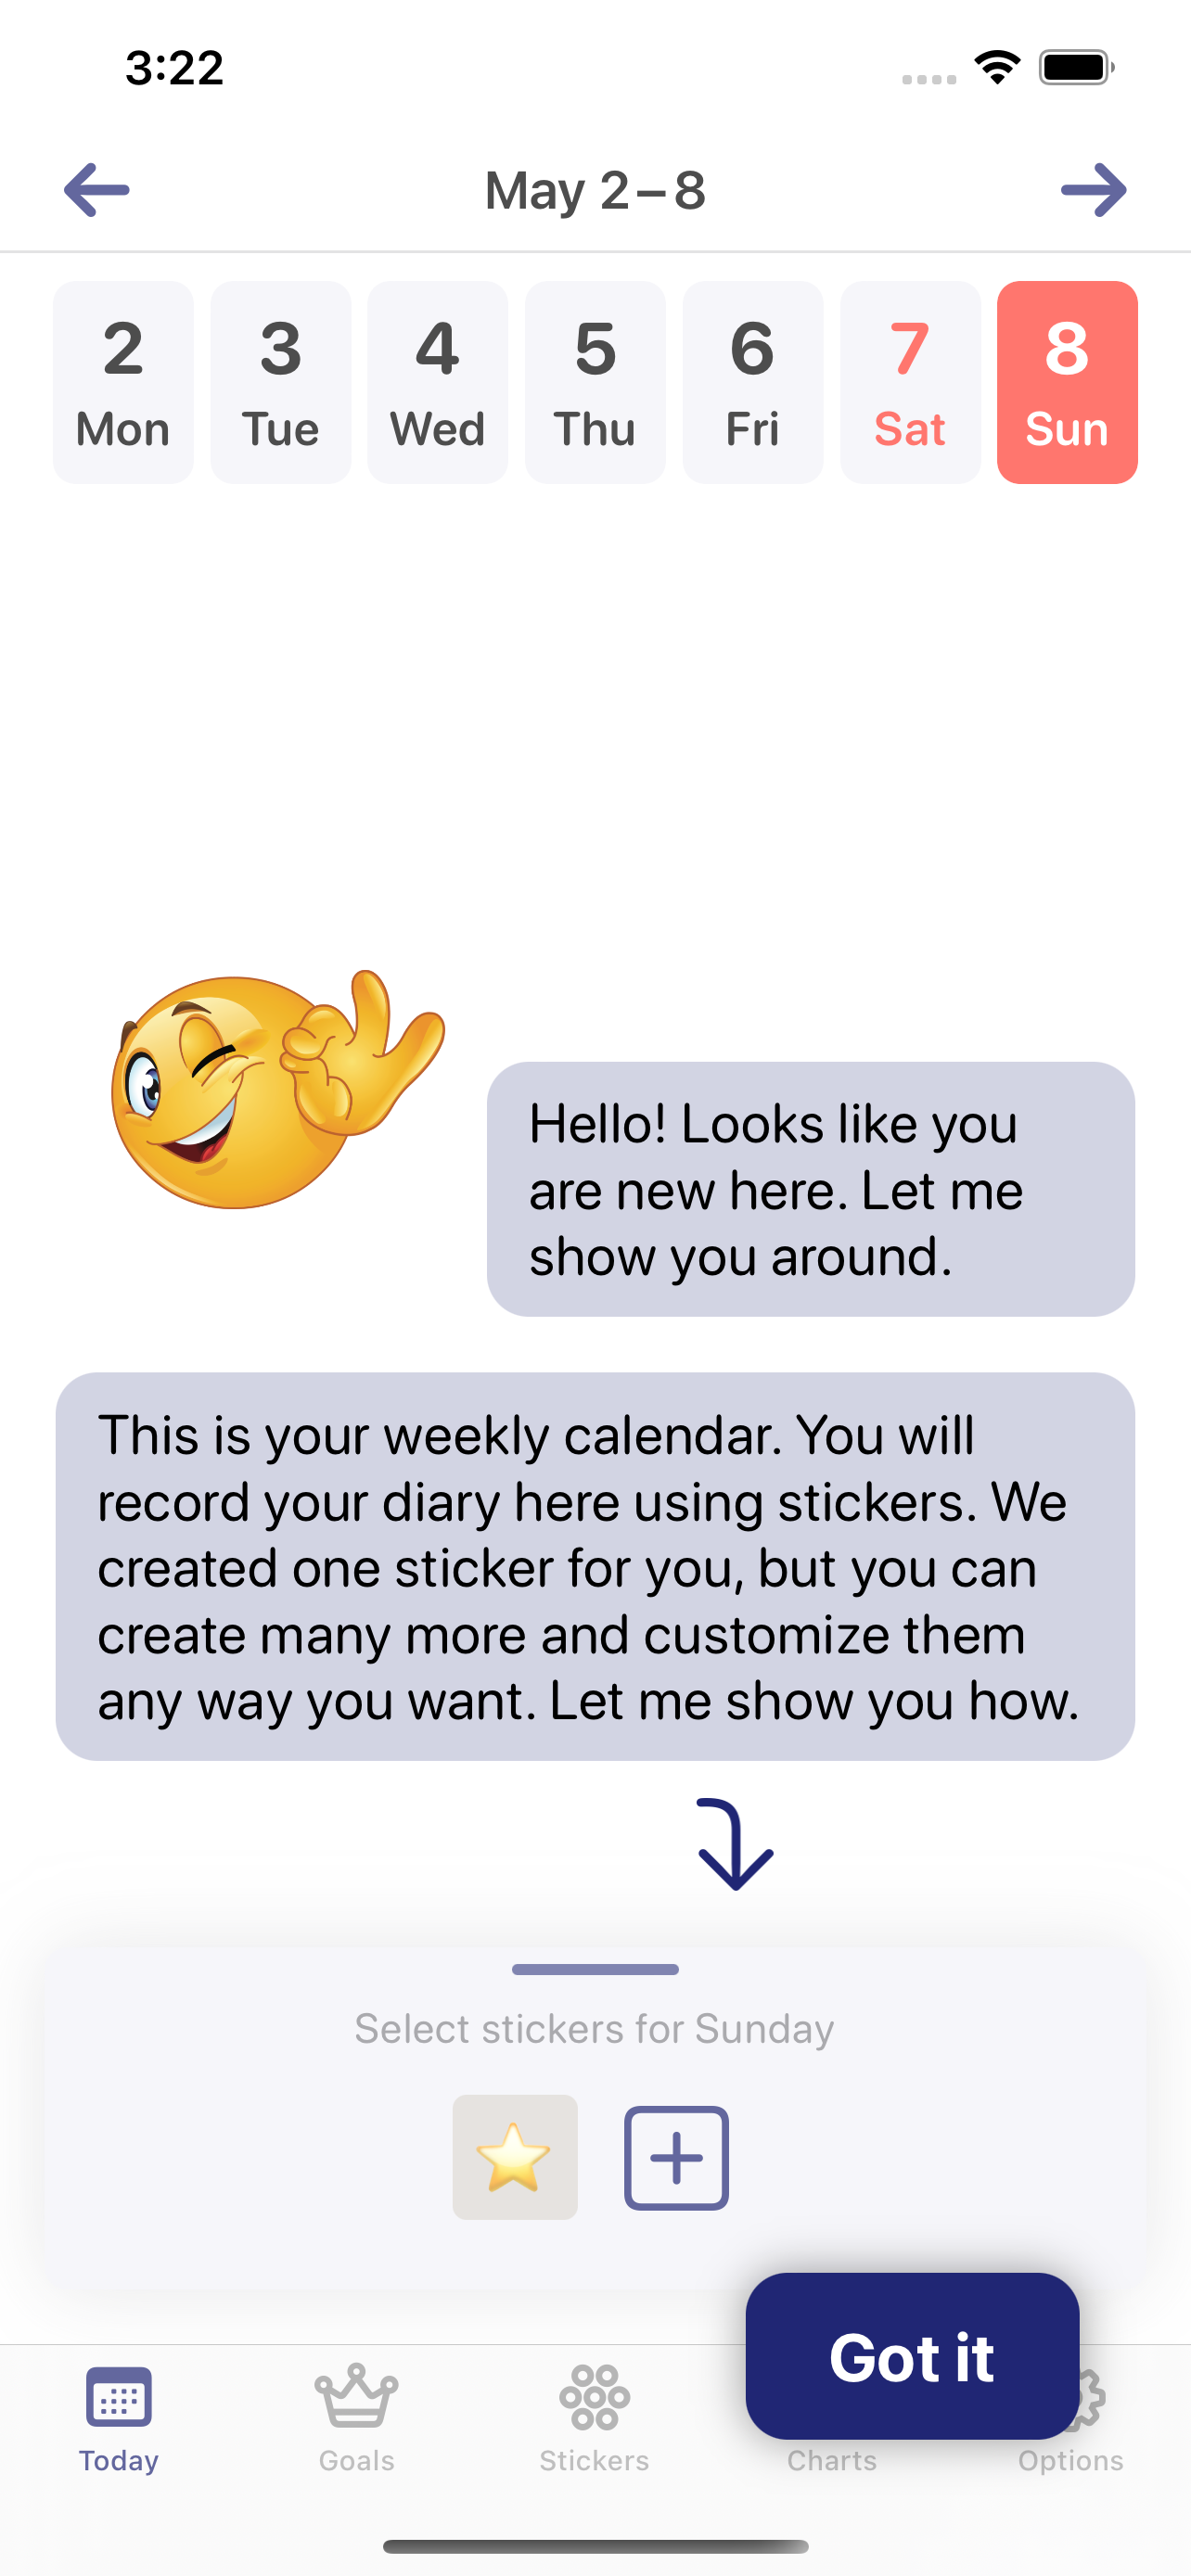 3:22
May 2–8
2 3 4 5 6 7 8
Mon Tue Wed Thu Fri Sat Sun
Hello! Looks like you
are new here. Let me
show you around.
This is your weekly calendar. You will
record your diary here using stickers. We
created one sticker for you, but you can
create many more and customize them
any way you want. Let me show you how.
Select stickers for Sunday
Got it
Today Goals Stickers Charts Options